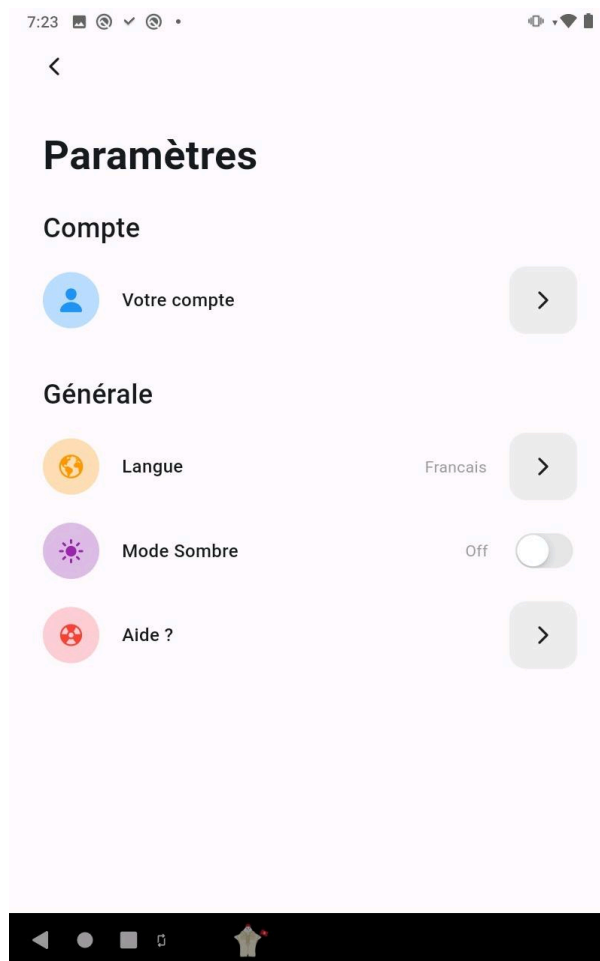 7:23
Paramètres
Compte
Votre compte
Générale
Langue Francais
Mode Sombre Off
Aide ?